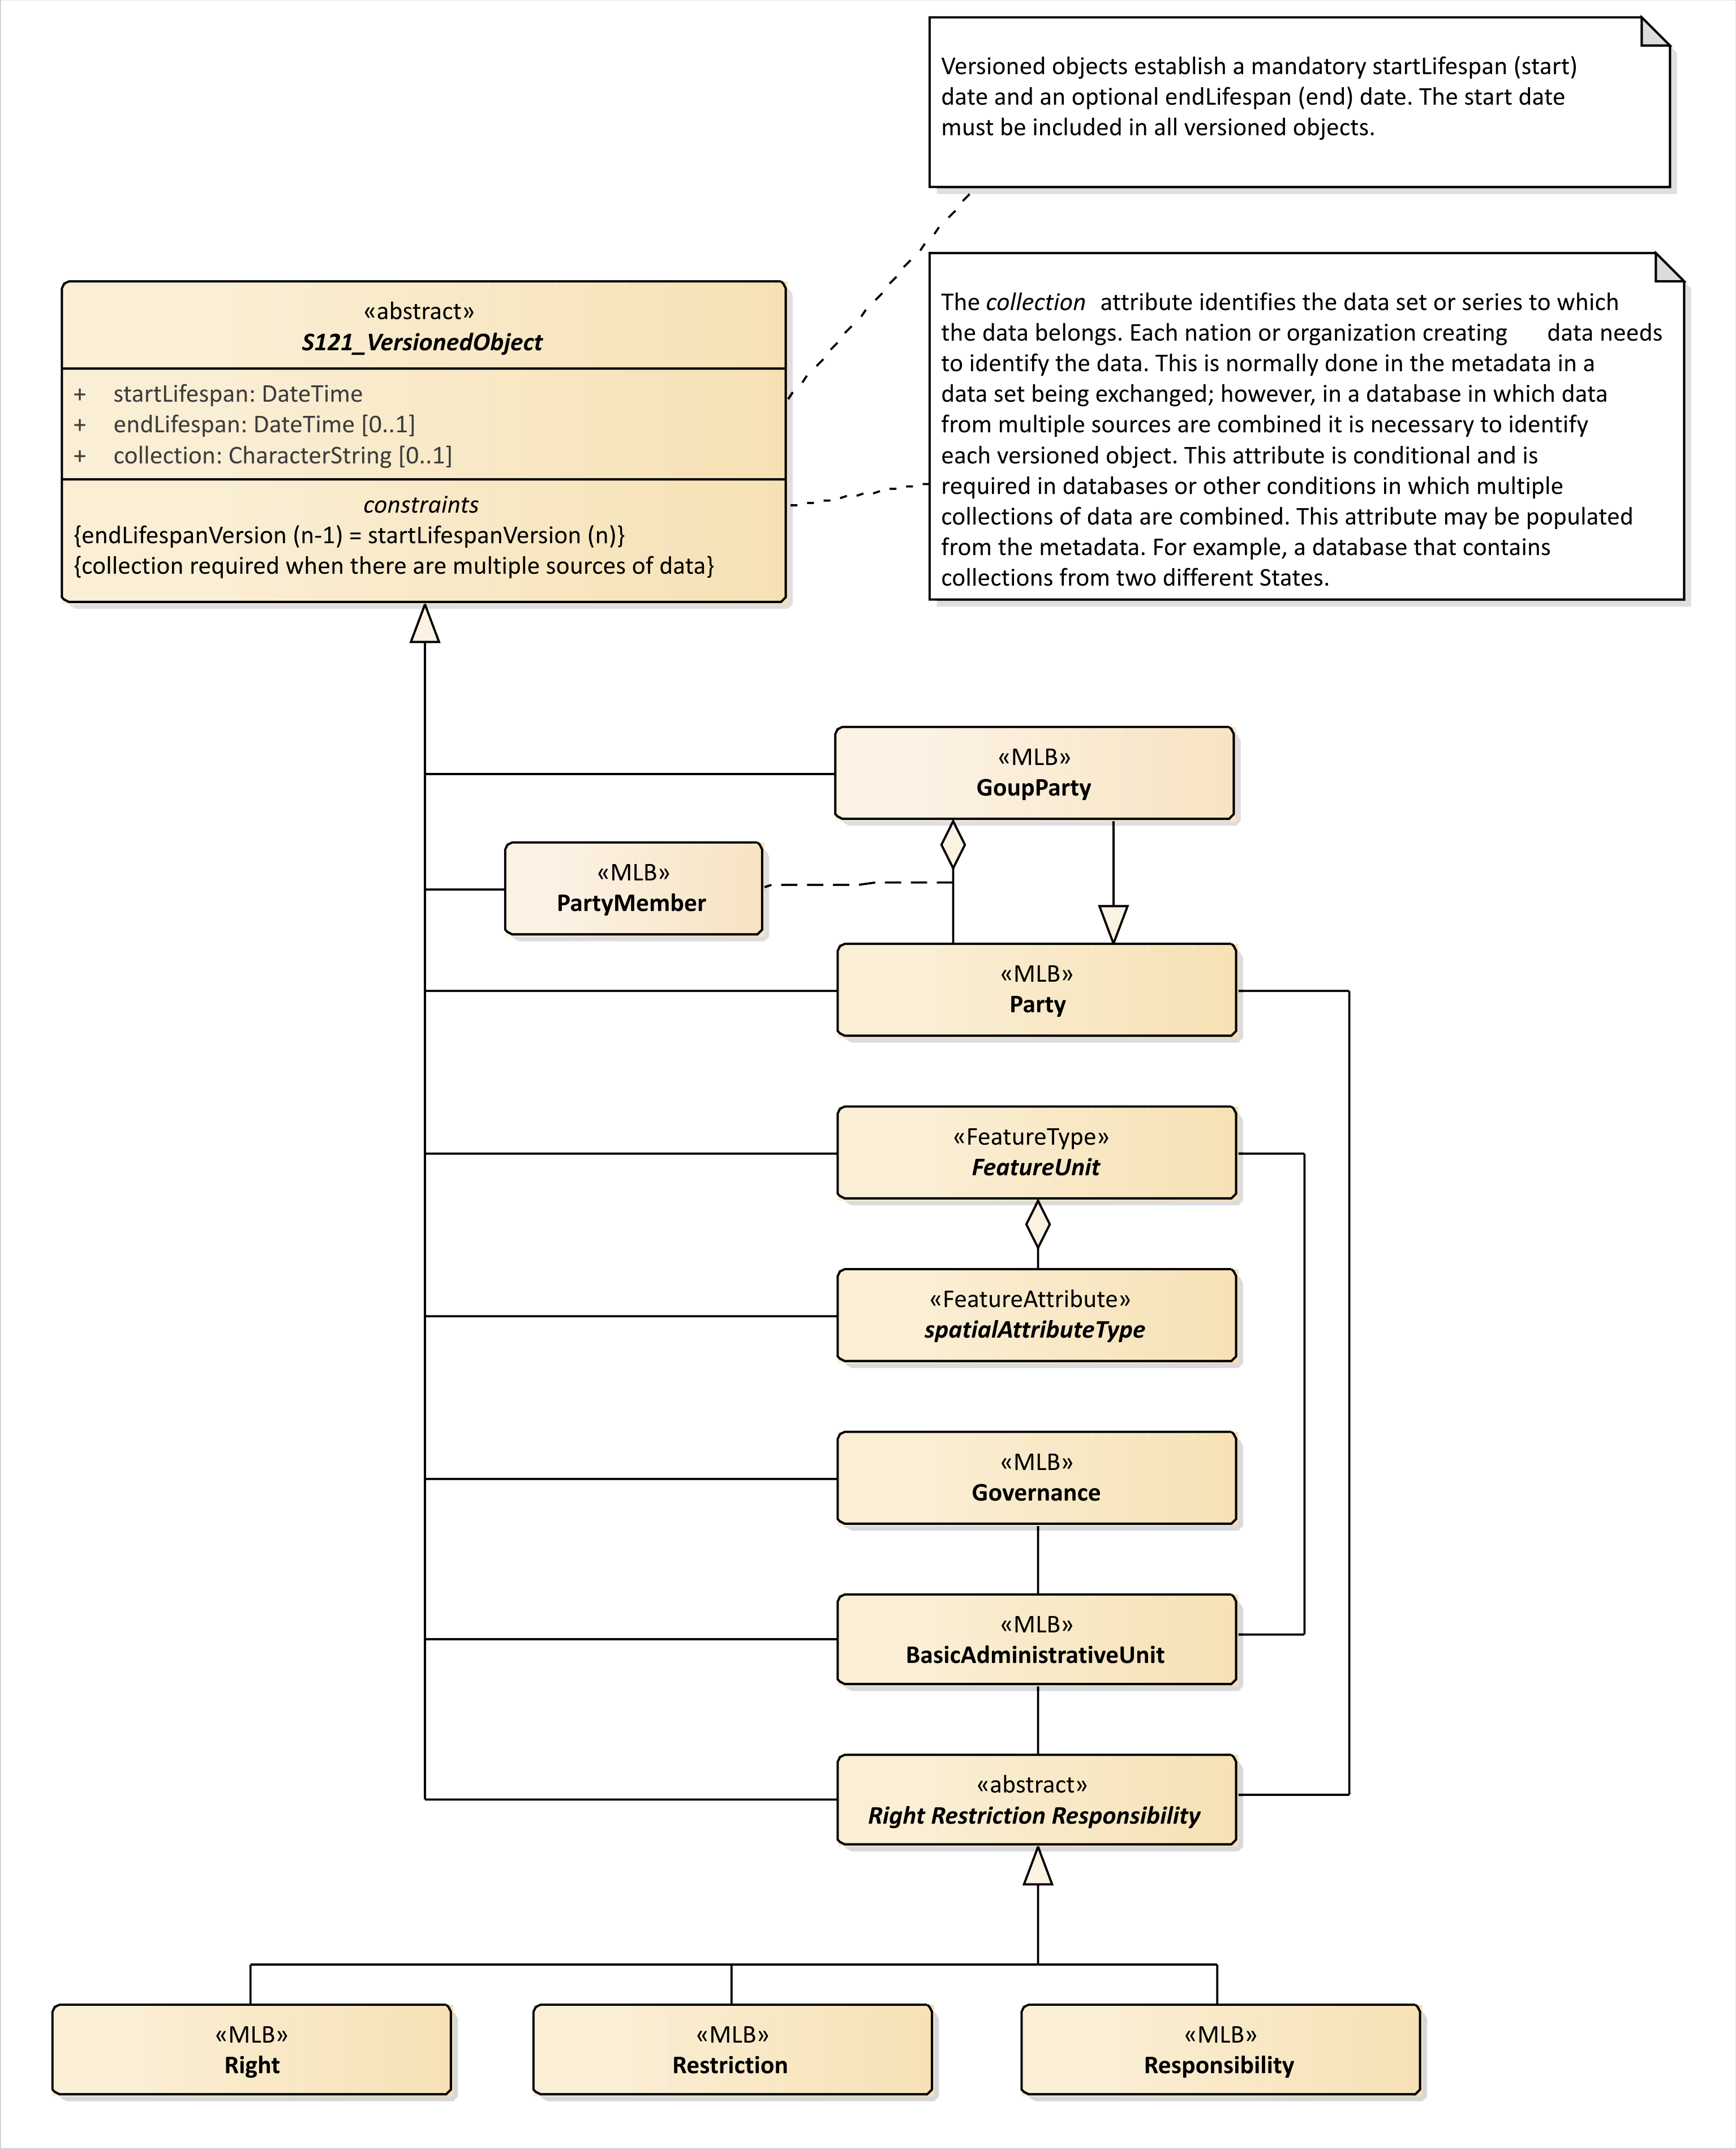 Versioned objects establish a mandatory startLifespan (start)
date and an optional endLifespan (end) date. The start date
must be included in all versioned objects.
«abstract»
S121_VersionedObject
+ startLifespan: DateTime
+ endLifespan: DateTime [0..1]
+ collection: CharacterString [0..1]
constraints
{endLifespanVersion (n-1) = startLifespanVersion (n)}
{collection required when there are multiple sources of data}
The collection attribute identifies the data set or series to which
the data belongs. Each nation or organization creating data needs
to identify the data. This is normally done in the metadata in a
data set being exchanged; however, in a database in which data
from multiple sources are combined it is necessary to identify
each versioned object. This attribute is conditional and is
required in databases or other conditions in which multiple
collections of data are combined. This attribute may be populated
from the metadata. For example, a database that contains
collections from two different States.
«MLB»
GoupParty
«MLB»
PartyMember
«MLB»
Party
«FeatureType»
FeatureUnit
«FeatureAttribute»
spatialAttributeType
«MLB»
Governance
«MLB»
BasicAdministrativeUnit
«abstract»
Right Restriction Responsibility
«MLB»
Right
«MLB»
Restriction
«MLB»
Responsibility